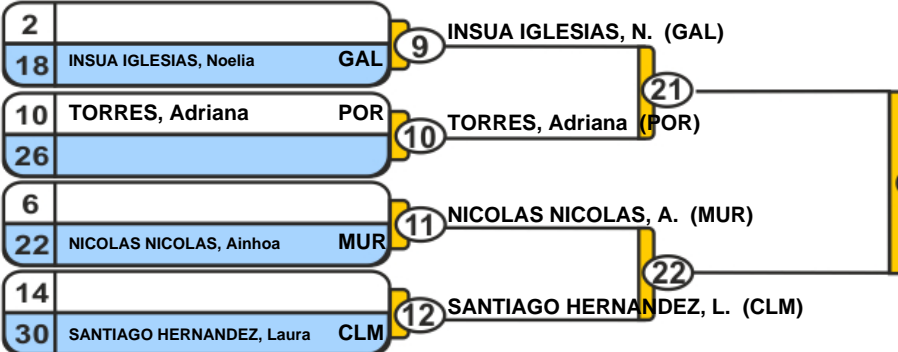 2
18 INSUA IGLESIAS, Noelia GAL
9
INSUA IGLESIAS, N. (GAL)
10 TORRES, Adriana POR
26
10
TORRES, Adriana (POR)
21
6
22 NICOLAS NICOLAS, Ainhoa MUR
11
NICOLAS NICOLAS, A. (MUR)
14
30 SANTIAGO HERNANDEZ, Laura CLM
12
SANTIAGO HERNANDEZ, L. (CLM)
22